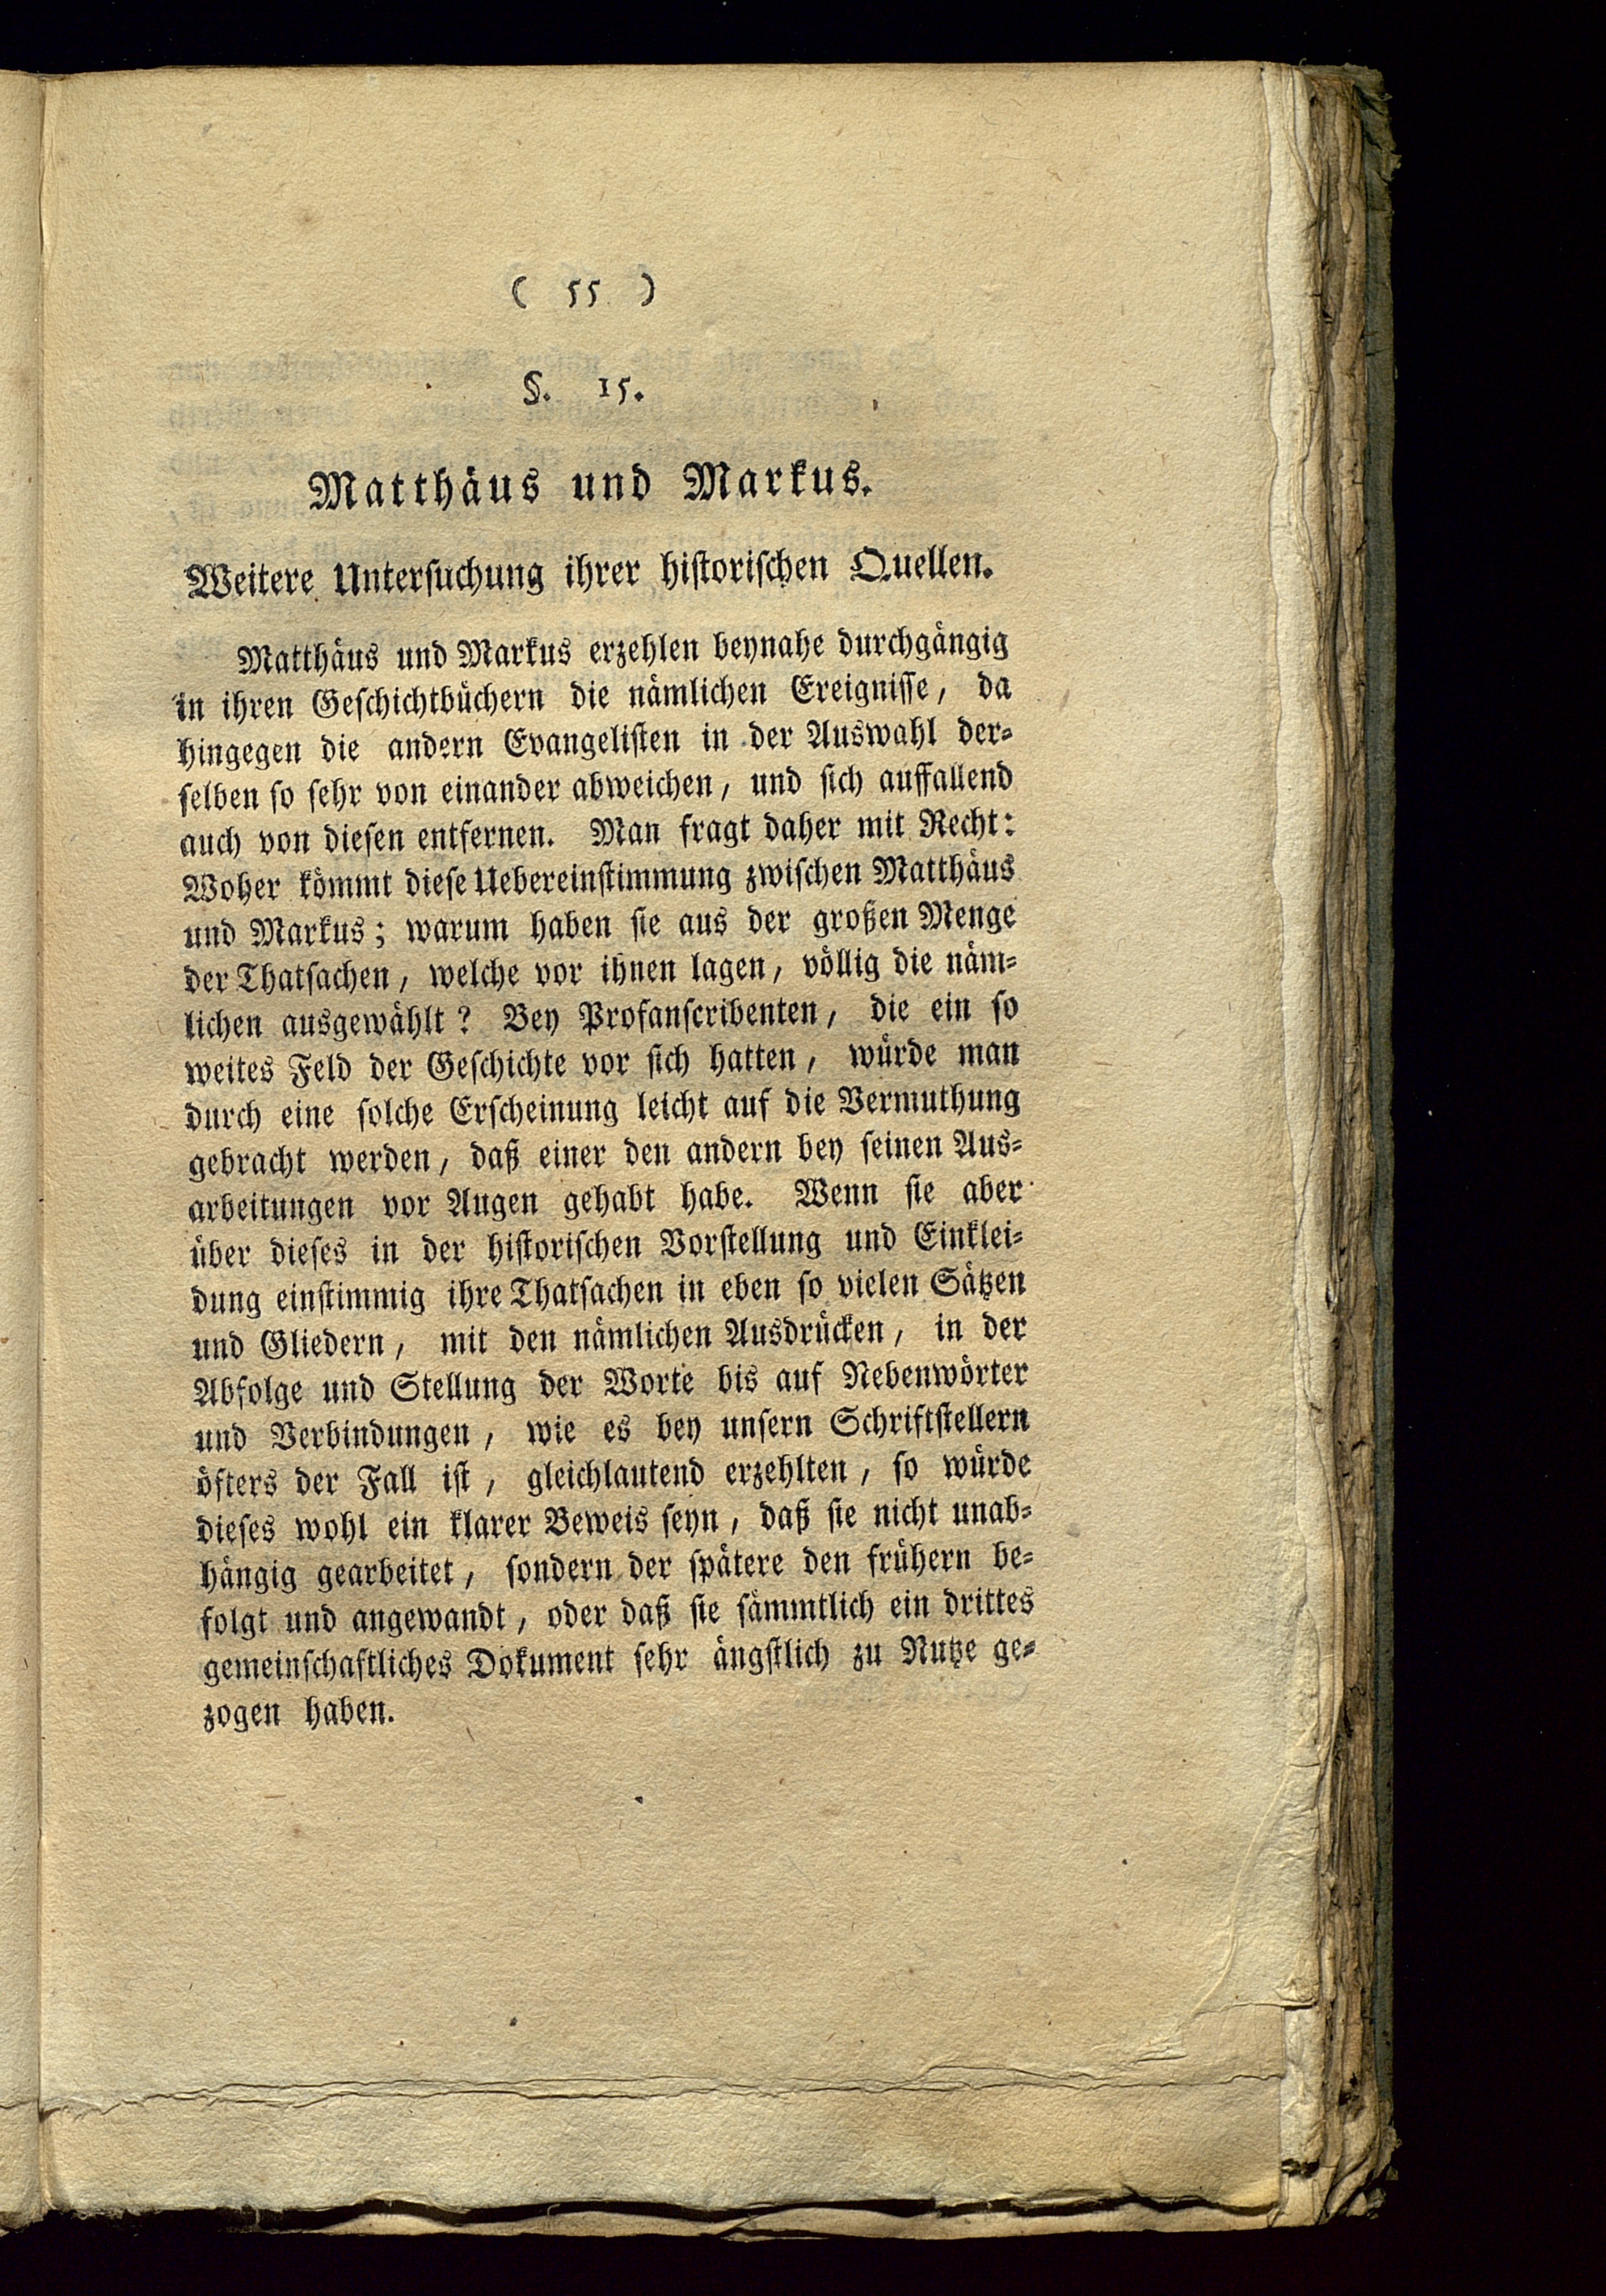 ( 55 )
§. 15.
Matthäus und Markus.
Weitere Untersuchung ihrer historischen Quellen.
Matthäus und Markus erzehlen beynahe durchgängig
in ihren Geschichtbüchern die nämlichen Ereignisse, da
hingegen die andern Evangelisten in der Auswahl der-
selben so sehr von einander abweichen, und sich auffallend
auch von diesen entfernen. Man fragt daher mit Recht:
Woher kömmt diese Uebereinstimmung zwischen Matthäus
und Markus; warum haben sie aus der großen Menge
der Thatsachen, welche vor ihnen lagen, völlig die näm-
lichen ausgewählt? Bey Profanscribenten, die ein so
weites Feld der Geschichte vor sich hatten, würde man
durch eine solche Erscheinung leicht auf die Vermuthung
gebracht werden, daß einer den andern bey seinen Aus-
arbeitungen vor Augen gehabt habe. Wenn sie aber
über dieses in der historischen Vorstellung und Einklei-
dung einstimmig ihre Thatsachen in eben so vielen Sätzen
und Gliedern, mit den nämlichen Ausdrücken, in der
Abfolge und Stellung der Worte bis auf Nebenwörter
und Verbindungen, wie es bey unsern Schriftstellern
öfters der Fall ist, gleichlautend erzehlten, so würde
dieses wohl ein klarer Beweis seyn, daß sie nicht unab-
hängig gearbeitet, sondern der spätere den frühern be-
folgt und angewandt, oder daß sie sämmtlich ein drittes
gemeinschaftliches Dokument sehr ängstlich zu Nutze ge-
zogen haben.